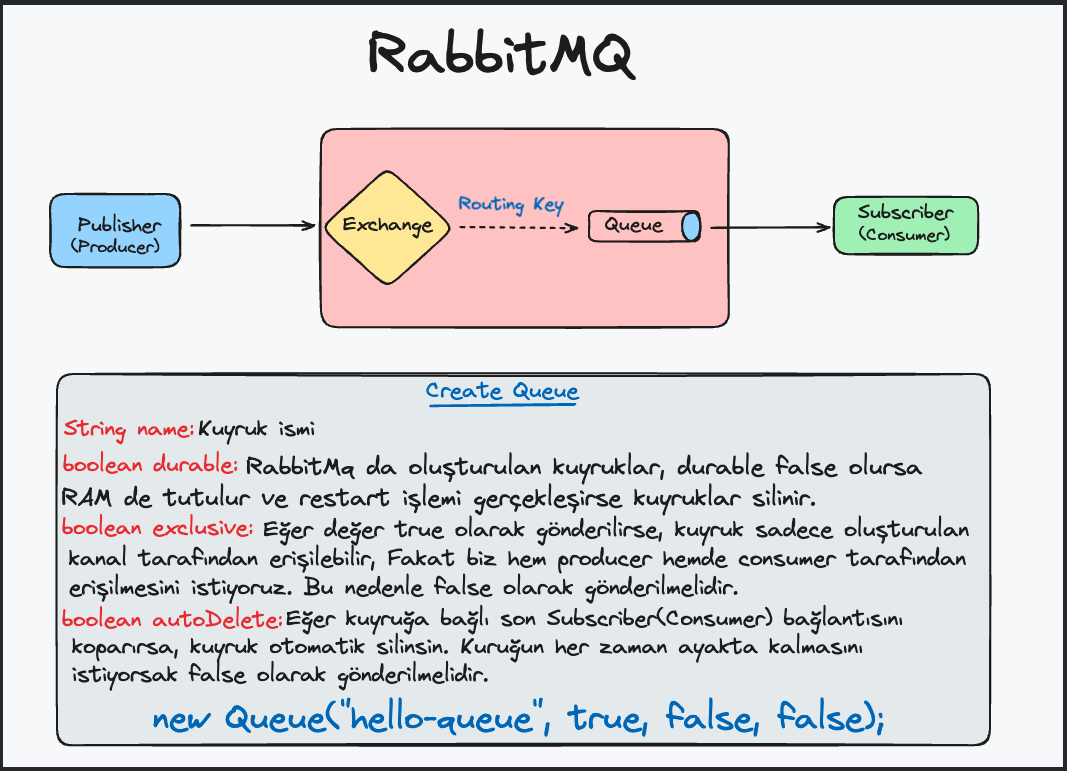 RabbitMQ
Publisher
(Producer)
Exchange
Routing Key
Queue
Subscriber
(Consumer)
Create Queue
String name: Kuyruk ismi
boolean durable: RabbitMq da oluşturulan kuyruklar, durable false olursa
RAM de tutulur ve restart işlemi gerçekleşirse kuyruklar silinir.
boolean exclusive: Eğer değer true olarak gönderilirse, kuyruk sadece oluşturulan
kanal tarafından erişilebilir, Fakat biz hem producer hemde consumer tarafından
erişilmesini istiyoruz. Bu nedenle false olarak gönderilmelidir.
boolean autoDelete: Eğer kuyruğa bağlı son Subscriber(Consumer) bağlantısını
koparırsa, kuyruk otomatik silinsin. Kuruğun her zaman ayakta kalmasını
istiyorsak false olarak gönderilmelidir.
new Queue("hello-queue", true, false, false);